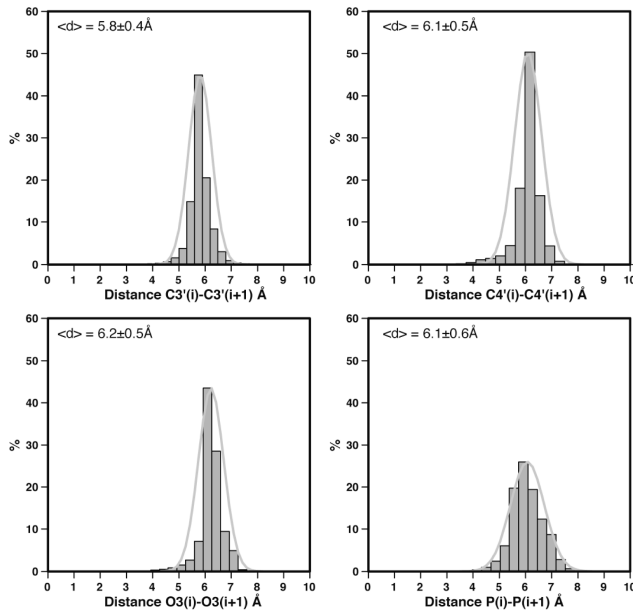 <d> = 5.8±0.4Å
60
50
40
30
20
10
0
%
0 1 2 3 4 5 6 7 8 9 10
Distance C3'(i)-C3'(i+1) Å
<d> = 6.1±0.5Å
60
50
40
30
20
10
0
%
0 1 2 3 4 5 6 7 8 9 10
Distance C4'(i)-C4'(i+1) Å
<d> = 6.2±0.5Å
60
50
40
30
20
10
0
%
0 1 2 3 4 5 6 7 8 9 10
Distance O3(i)-O3(i+1) Å
<d> = 6.1±0.6Å
60
50
40
30
20
10
0
%
0 1 2 3 4 5 6 7 8 9 10
Distance P(i)-P(i+1) Å